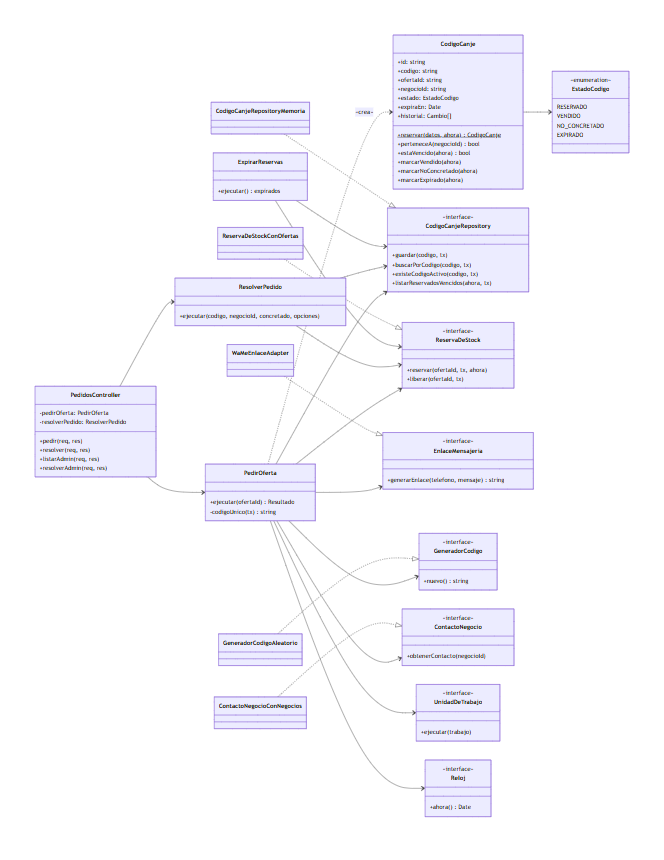 CodigoCanje
+id: string
+codigo: string
+ofertaId: string
+negocioId: string
+estado: EstadoCodigo
+expiraEn: Date
+historial: Cambio[]
+reservar(datos, ahora) : CodigoCanje
+perteneceA(negocioId) : bool
+estaVencido(ahora) : bool
+marcarVendido(ahora)
+marcarNoConcretado(ahora)
+marcarExpirado(ahora)
«enumeration»
EstadoCodigo
RESERVADO
VENDIDO
NO_CONCRETADO
EXPIRADO
«crea»
CodigoCanjeRepositoryMemoria
ExpirarReservas
+ejecutar() : expirados
«interface»
CodigoCanjeRepository
+guardar(codigo, tx)
+buscarPorCodigo(codigo, tx)
+existeCodigoActivo(codigo, tx)
+listarReservadosVencidos(ahora, tx)
ReservaDeStockConOfertas
ResolverPedido
+ejecutar(codigo, negocioId, concretado, opciones)
«interface»
ReservaDeStock
+reservar(ofertaId, tx, ahora)
+liberar(ofertaId, tx)
WaMeEnlaceAdapter
PedidosController
-pedirOferta: PedirOferta
-resolverPedido: ResolverPedido
+pedir(req, res)
+resolver(req, res)
+listarAdmin(req, res)
+resolverAdmin(req, res)
«interface»
EnlaceMensajeria
+generarEnlace(telefono, mensaje) : string
PedirOferta
+ejecutar(ofertaId) : Resultado
-codigoUnico(tx) : string
«interface»
GeneradorCodigo
+nuevo() : string
«interface»
ContactoNegocio
+obtenerContacto(negocioId)
GeneradorCodigoAleatorio
«interface»
UnidadDeTrabajo
+ejecutar(trabajo)
ContactoNegocioConNegocios
«interface»
Reloj
+ahora() : Date